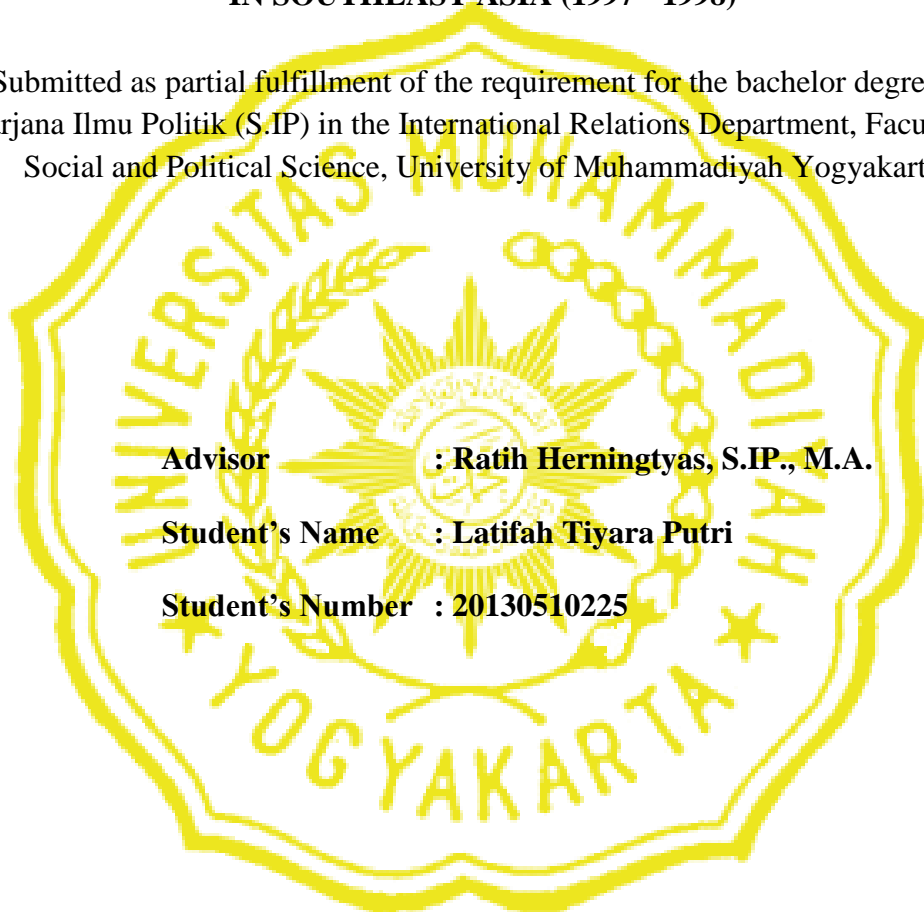 IN SOUTHEAST ASIA (1997 - 1998)
Submitted as partial fulfillment of the requirement for the bachelor degre
arjana Ilmu Politik (S.IP) in the International Relations Department, Facu
Social and Political Science, University of Muhammadiyah Yogyakart
UNIVERSITAS MUHAMMADIYAH
Advisor : Ratih Herningtyas, S.IP., M.A.
Student’s Name : Latifah Tiyara Putri
Student’s Number : 20130510225
YOGYAKARTA